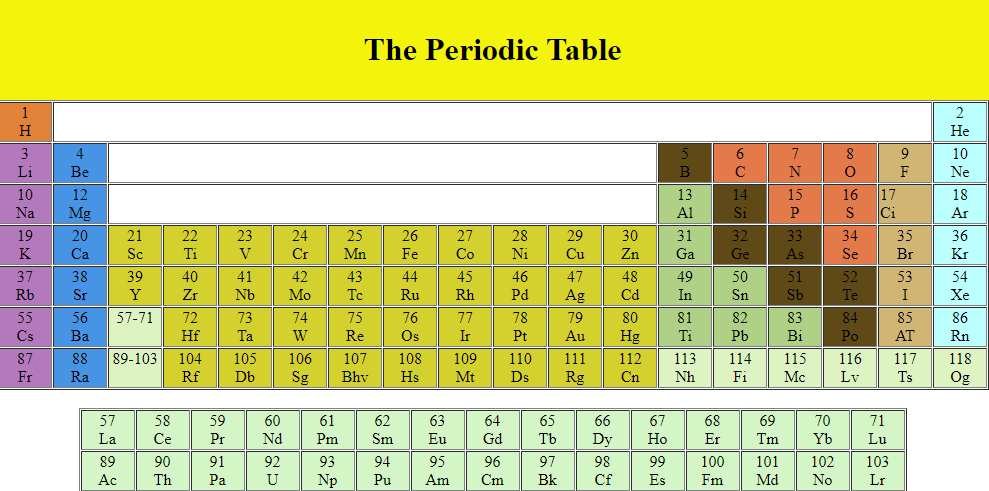 The Periodic Table
1 2
H He
3 4 5 6 7 8 9 10
Li Be B C N O F Ne
10 12 13 14 15 16 17 18
Na Mg Al Si P S Ci Ar
19 20 21 22 23 24 25 26 27 28 29 30 31 32 33 34 35 36
K Ca Sc Ti V Cr Mn Fe Co Ni Cu Zn Ga Ge As Se Br Kr
37 38 39 40 41 42 43 44 45 46 47 48 49 50 51 52 53 54
Rb Sr Y Zr Nb Mo Tc Ru Rh Pd Ag Cd In Sn Sb Te I Xe
55 56 57-71 72 73 74 75 76 77 78 79 80 81 82 83 84 85 86
Cs Ba Hf Ta W Re Os Ir Pt Au Hg Ti Pb Bi Po AT Rn
87 88 89-103 104 105 106 107 108 109 110 111 112 113 114 115 116 117 118
Fr Ra Rf Db Sg Bhv Hs Mt Ds Rg Cn Nh Fi Mc Lv Ts Og
57 58 59 60 61 62 63 64 65 66 67 68 69 70 71
La Ce Pr Nd Pm Sm Eu Gd Tb Dy Ho Er Tm Yb Lu
89 90 91 92 93 94 95 96 97 98 99 100 101 102 103
Ac Th Pa U Np Pu Am Cm Bk Cf Es Fm Md No Lr